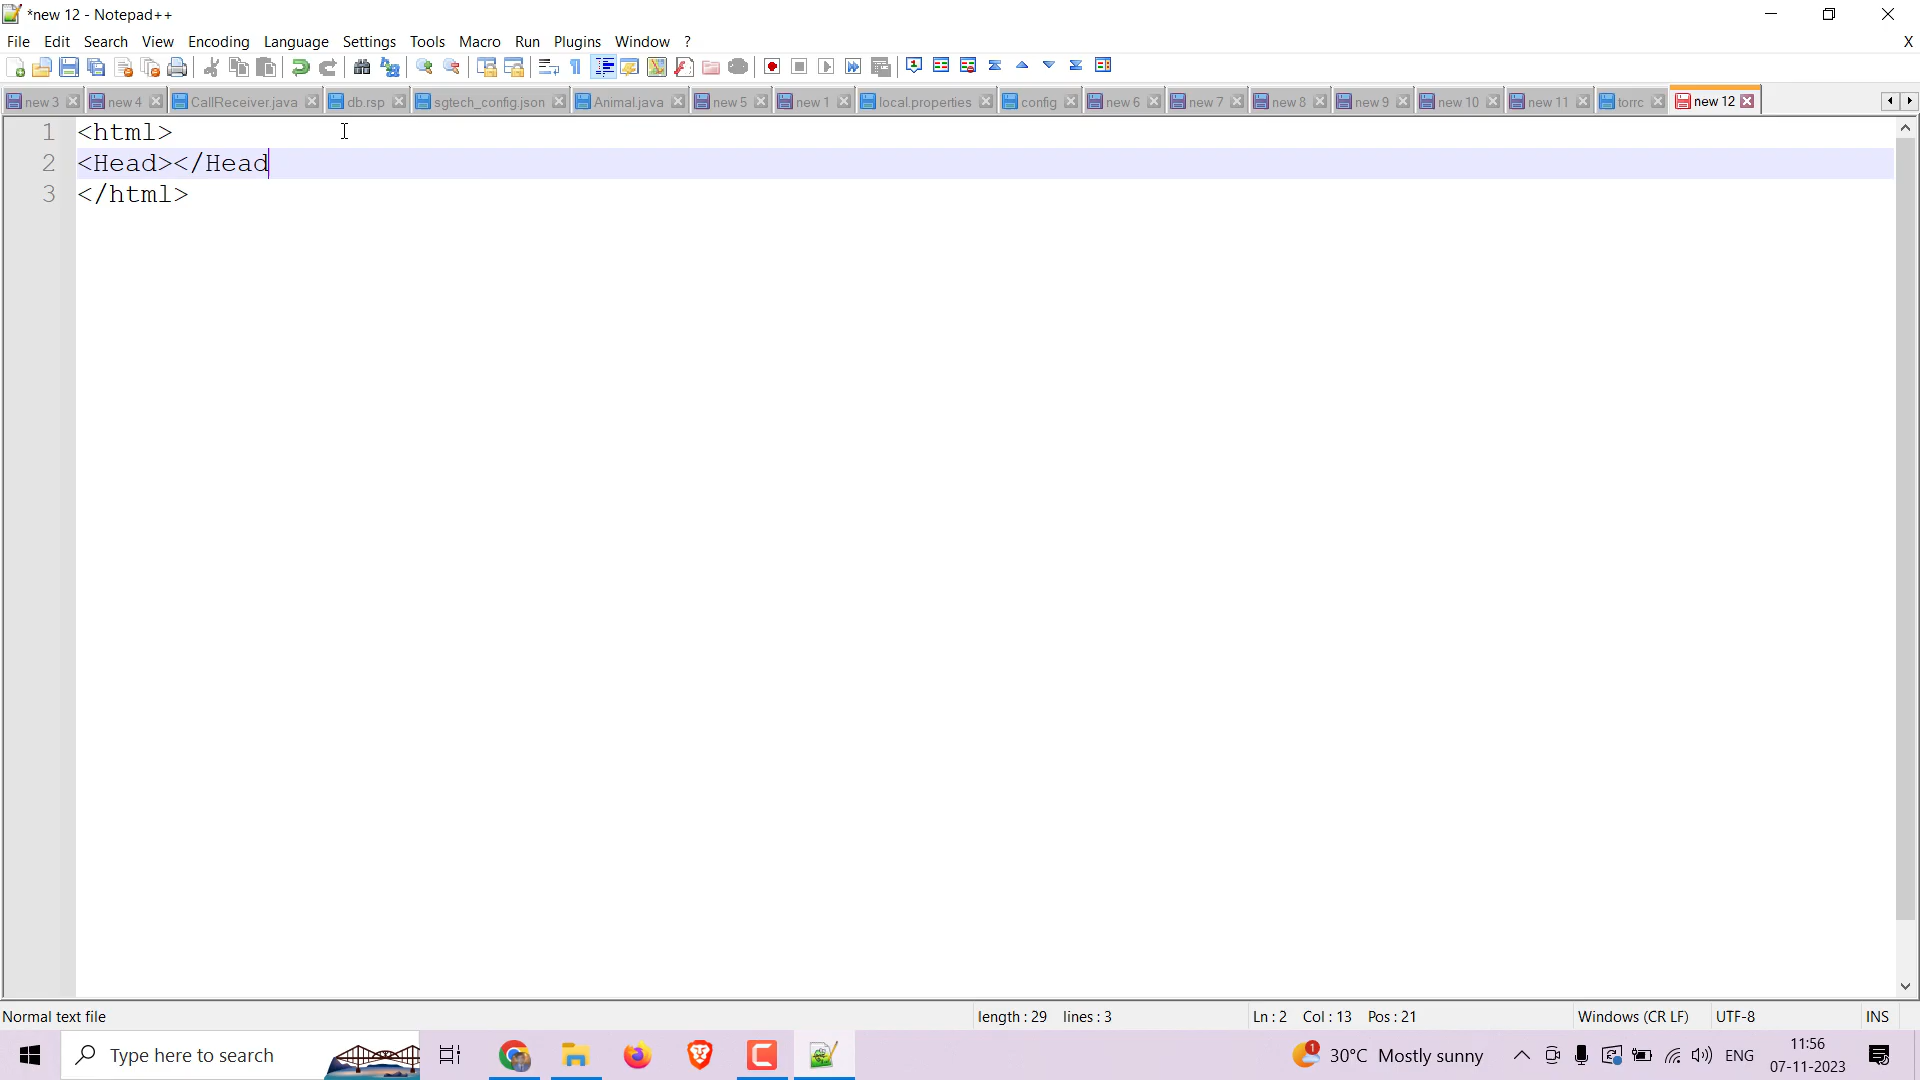 *new 12 - Notepad++
File Edit Search View Encoding Language Settings Tools Macro Run Plugins Window ? X
new 3 new 4 CallReceiver.java db.rsp sgtech_config.json Animal.java new 5 new 1 local.properties config new 6 new 7 new 8 new 9 new 10 new 11 torrc new 12
1 <html>
2 <Head></Head
3 </html>
Normal text file length : 29 lines : 3 Ln : 2 Col : 13 Pos : 21 Windows (CR LF) UTF-8 INS
Type here to search 1 30°C Mostly sunny ENG 11:56
07-11-2023